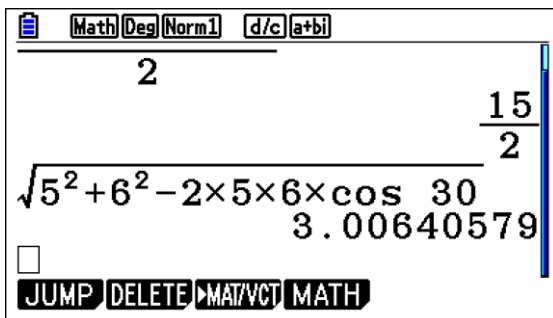 Math Deg Norm1 d/c a+bi
2
15
2
√5²+6²-2×5×6×cos 30
3.00640579
JUMP DELETE ►MAT/VCT MATH